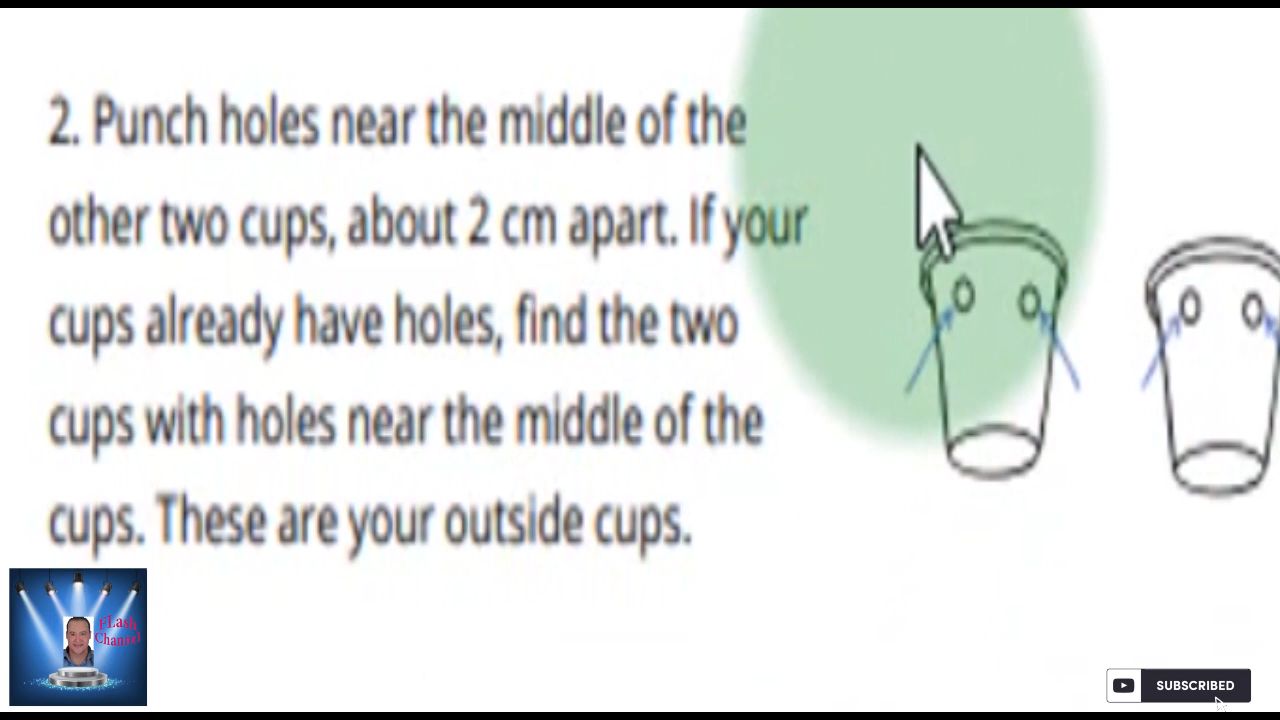 2. Punch holes near the middle of the
other two cups, about 2 cm apart. If your
cups already have holes, find the two
cups with holes near the middle of the
cups. These are your outside cups.
FLash
Channel
SUBSCRIBED